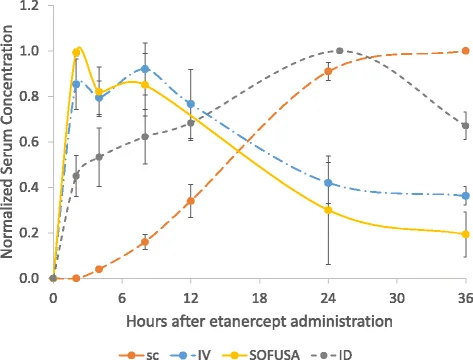 Normalized Serum Concentration
1.2
1.0
0.8
0.6
0.4
0.2
0.0
0 6 12 18 24 30 36
Hours after etanercept administration
sc IV SOFUSA ID